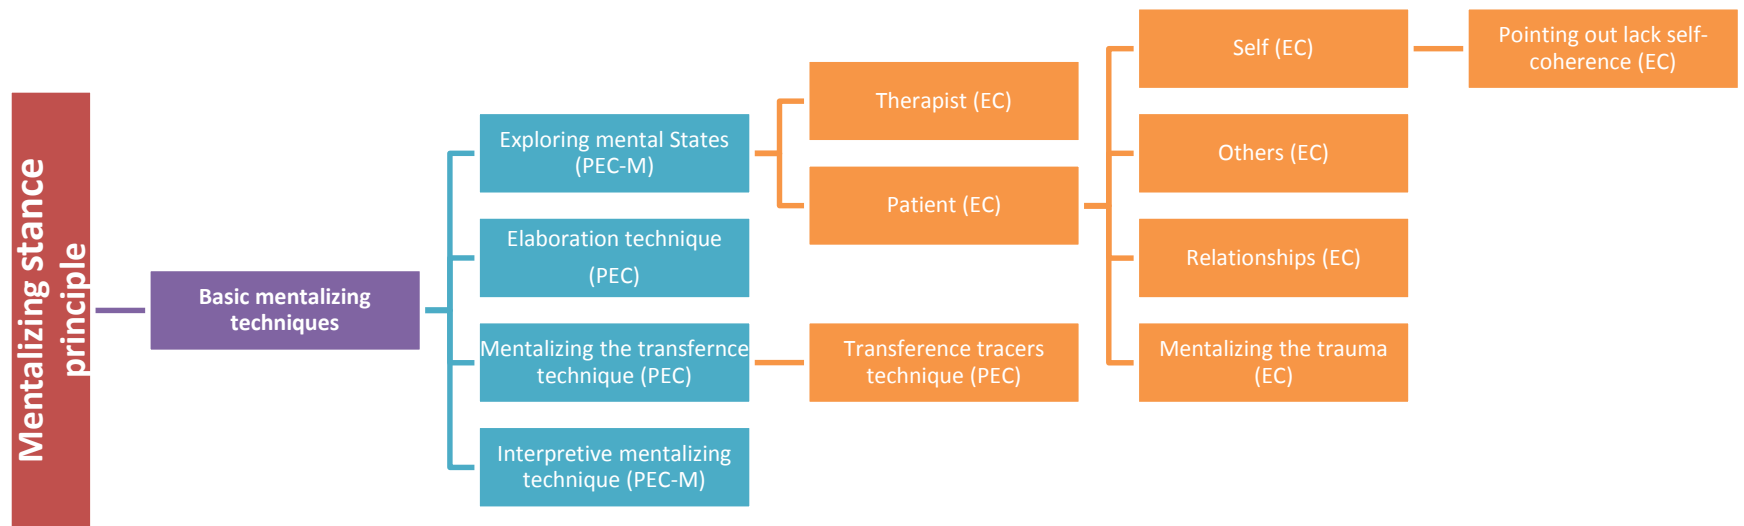 Mentalizing stance
principle
Basic mentalizing
techniques
Exploring mental States
(PEC-M)
Elaboration technique
(PEC)
Mentalizing the transfernce
technique (PEC)
Interpretive mentalizing
technique (PEC-M)
Therapist (EC)
Patient (EC)
Transference tracers
technique (PEC)
Self (EC)
Others (EC)
Relationships (EC)
Mentalizing the trauma
(EC)
Pointing out lack self-
coherence (EC)